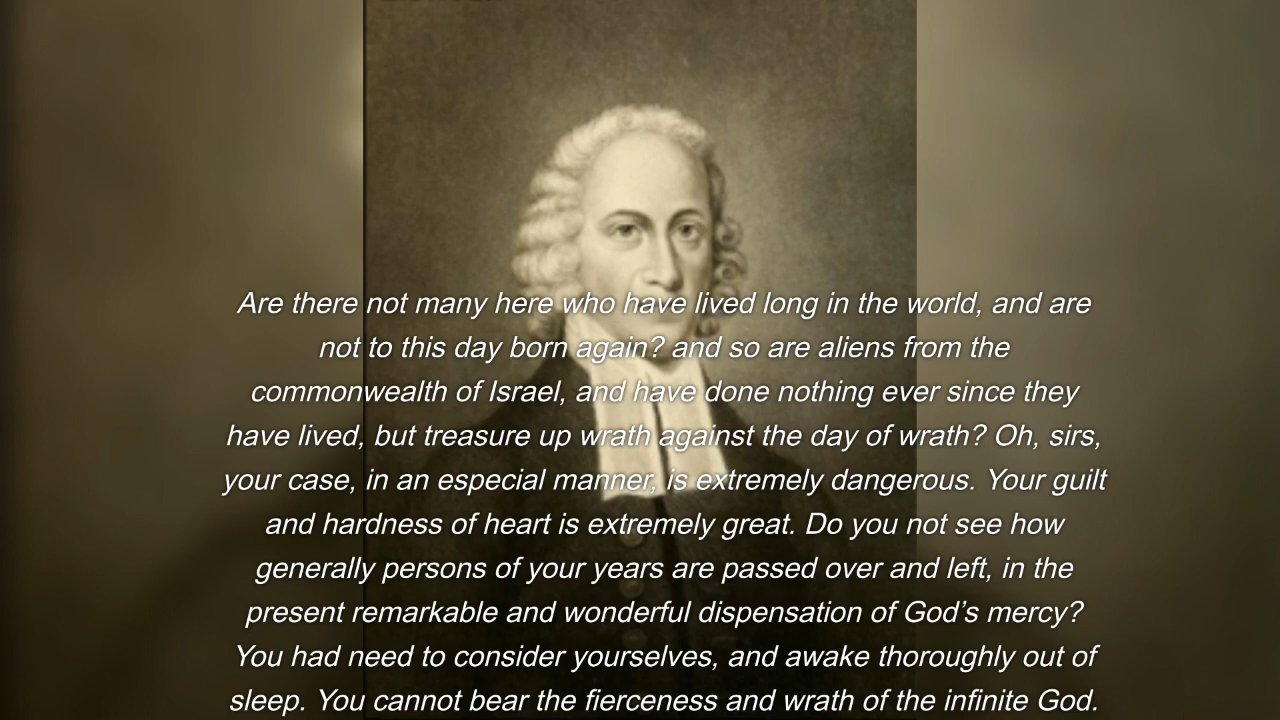 Are there not many here who have lived long in the world, and are
not to this day born again? and so are aliens from the
commonwealth of Israel, and have done nothing ever since they
have lived, but treasure up wrath against the day of wrath? Oh, sirs,
your case, in an especial manner, is extremely dangerous. Your guilt
and hardness of heart is extremely great. Do you not see how
generally persons of your years are passed over and left, in the
present remarkable and wonderful dispensation of God’s mercy?
You had need to consider yourselves, and awake thoroughly out of
sleep. You cannot bear the fierceness and wrath of the infinite God.